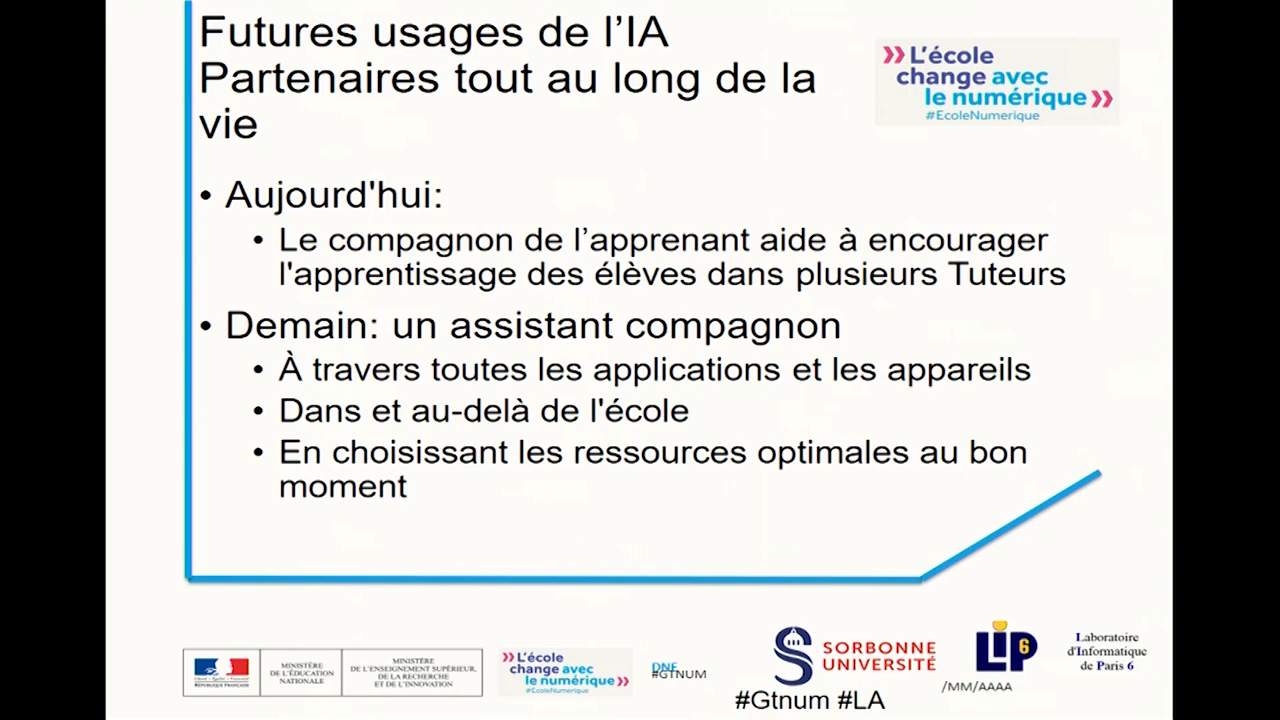 Futures usages de l’IA
Partenaires tout au long de la
vie
»L'école
change avec
le numérique»
#EcoleNumerique
• Aujourd'hui:
• Le compagnon de l’apprenant aide à encourager
l'apprentissage des élèves dans plusieurs Tuteurs
• Demain: un assistant compagnon
• À travers toutes les applications et les appareils
• Dans et au-delà de l'école
• En choisissant les ressources optimales au bon
moment
RÉPUBLIQUE FRANÇAISE
MINISTÈRE
DE L'ÉDUCATION
NATIONALE
MINISTÈRE
DE L'ENSEIGNEMENT SUPÉRIEUR,
DE LA RECHERCHE
ET DE L'INNOVATION
»L'école
change avec
le numérique»
#EcoleNumerique
DNE
#GTNUM
SORBONNE
UNIVERSITÉ
LIP6
Laboratoire
d'Informatique
de Paris 6
/MM/AAAA
#Gtnum #LA